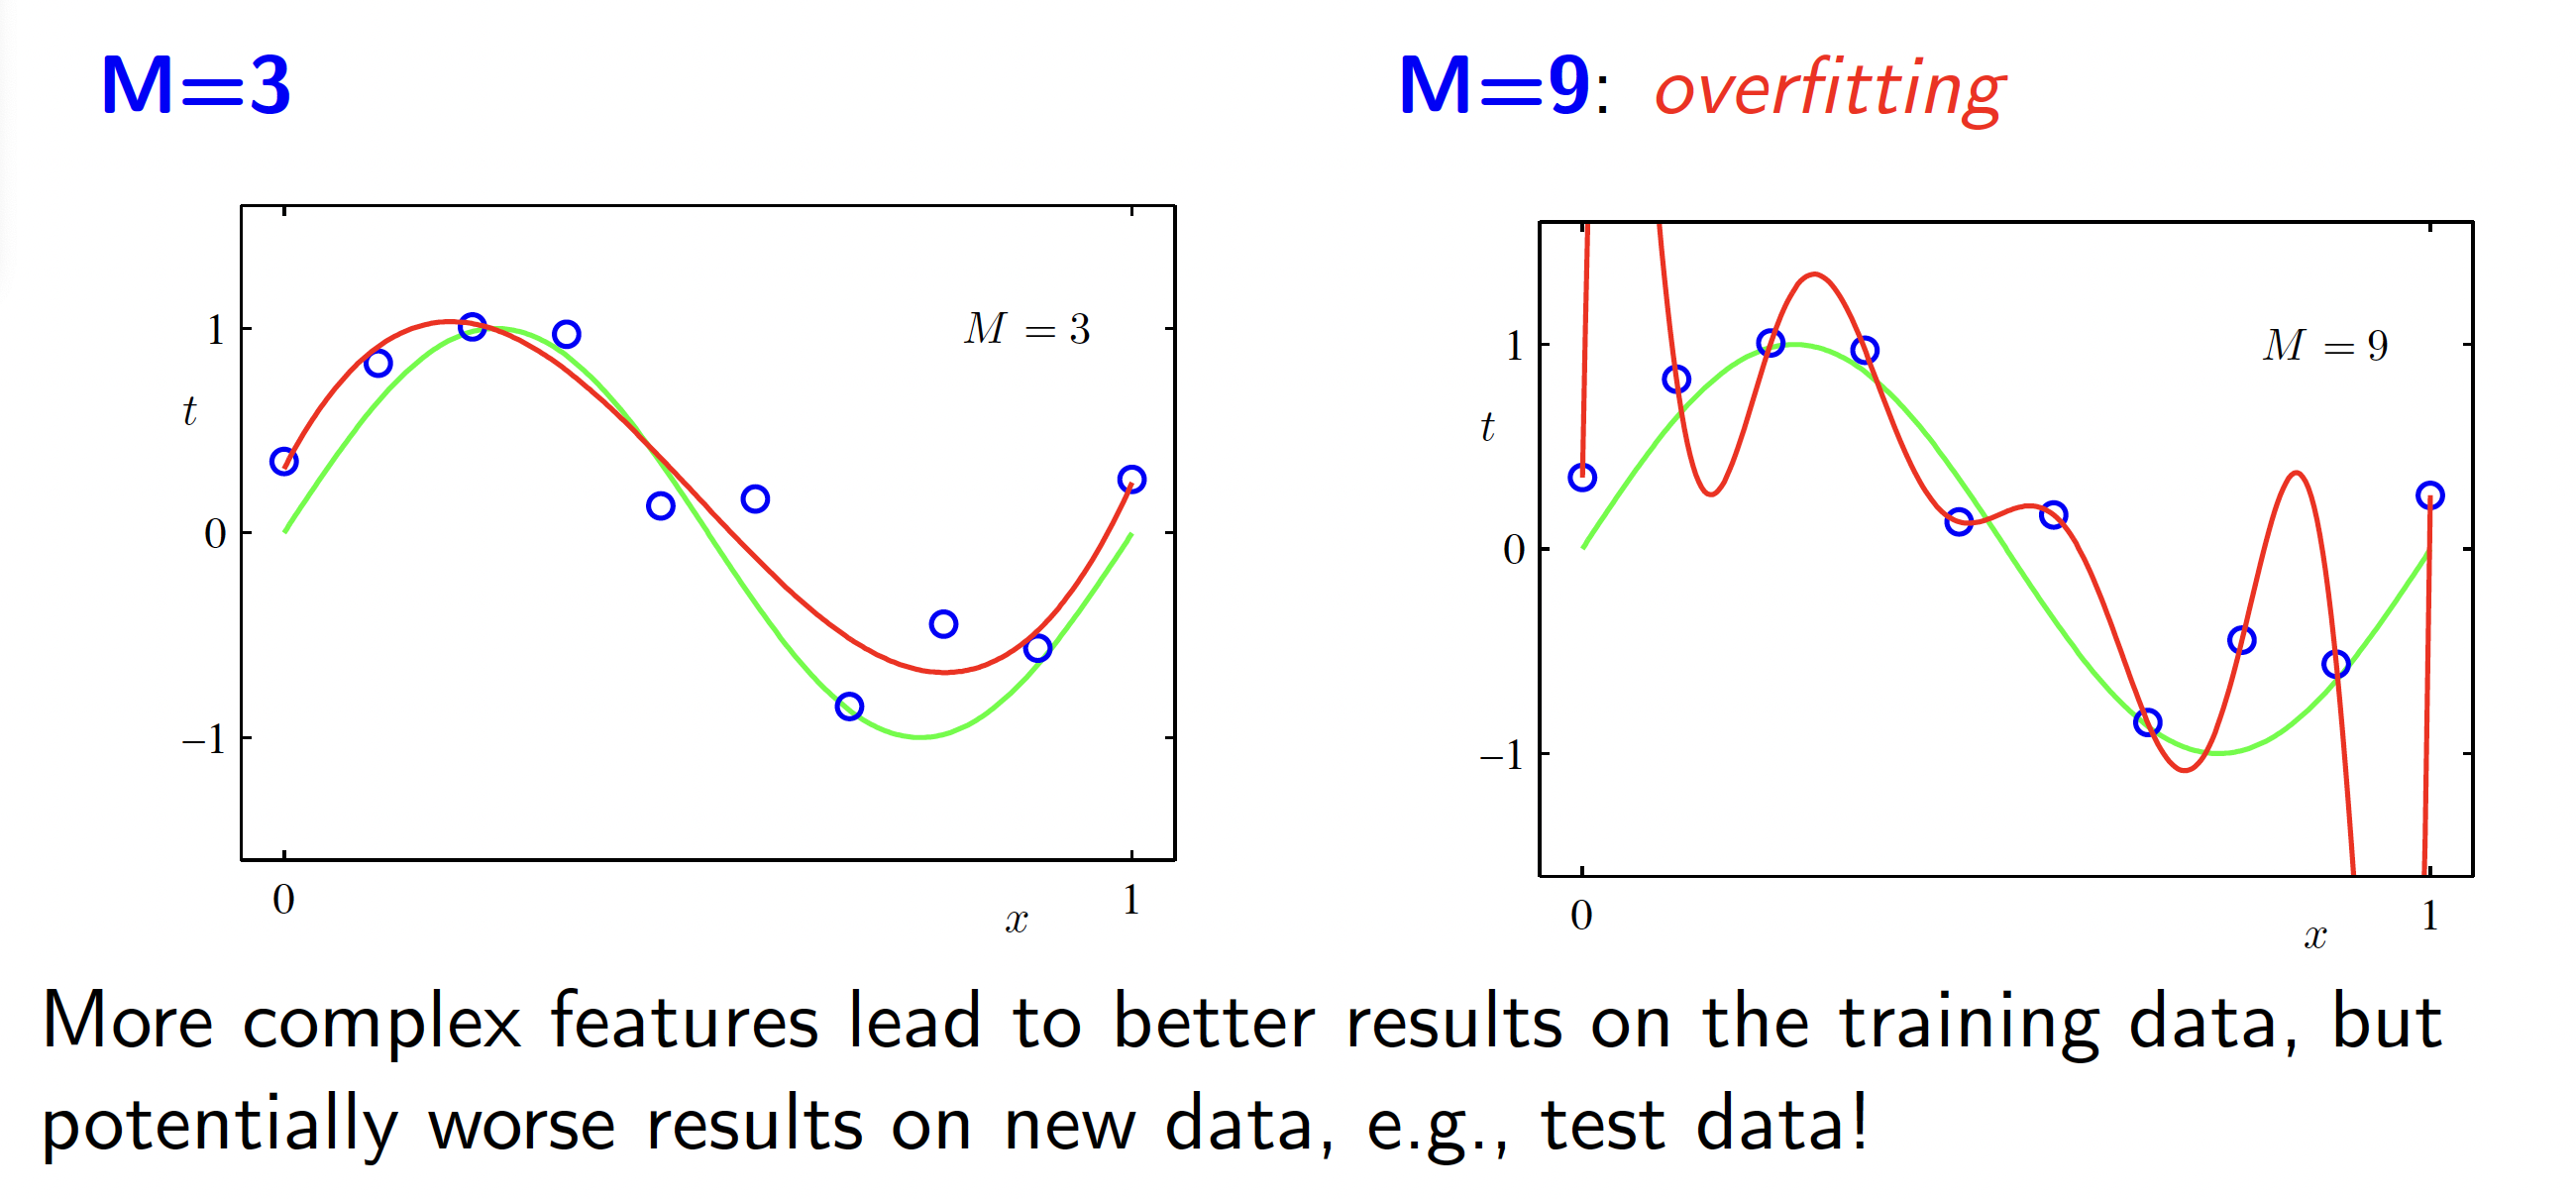 M=3
M=9: overfitting
1
0
−1
t
M = 3
0
x
1
1
0
−1
t
M = 9
0
x
1
More complex features lead to better results on the training data, but
potentially worse results on new data, e.g., test data!